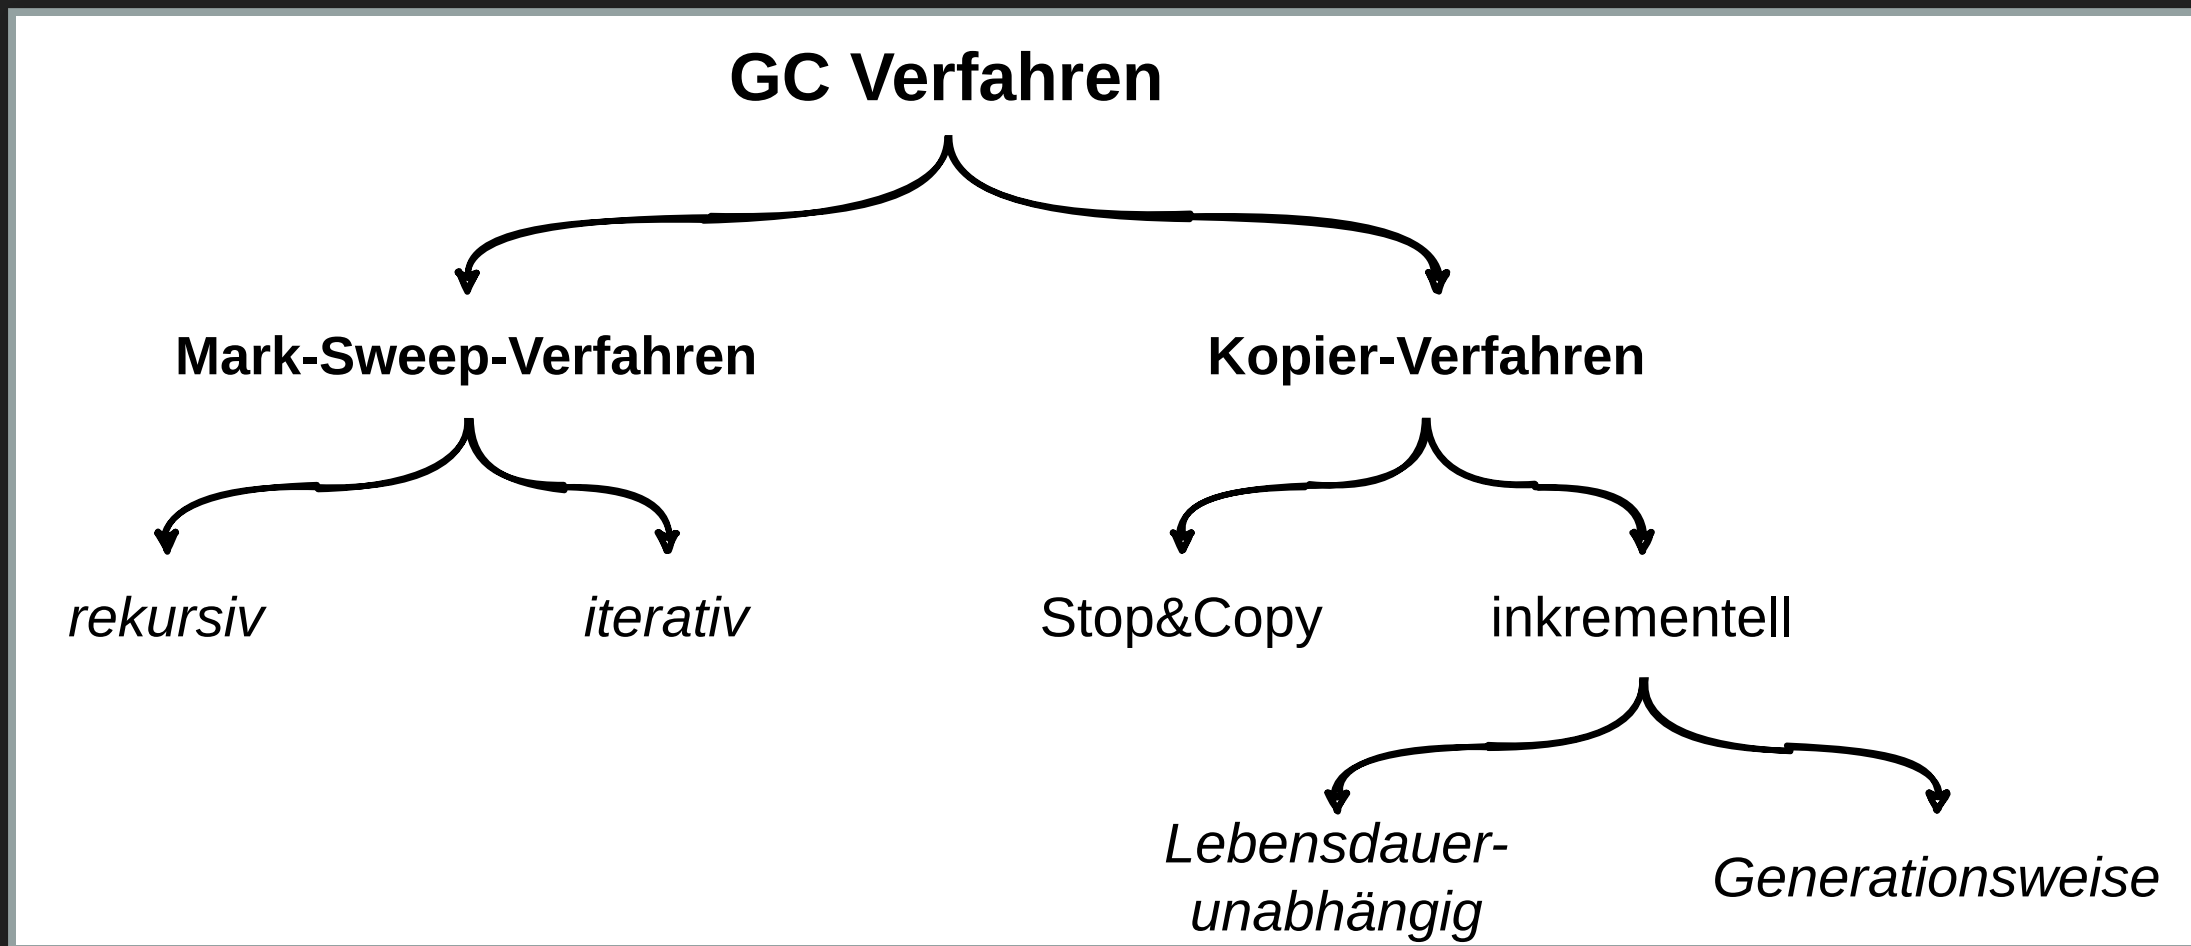 GC Verfahren
Mark-Sweep-Verfahren
Kopier-Verfahren
rekursiv
iterativ
Stop&Copy
inkrementell
Lebensdauer-
unabhängig
Generationsweise